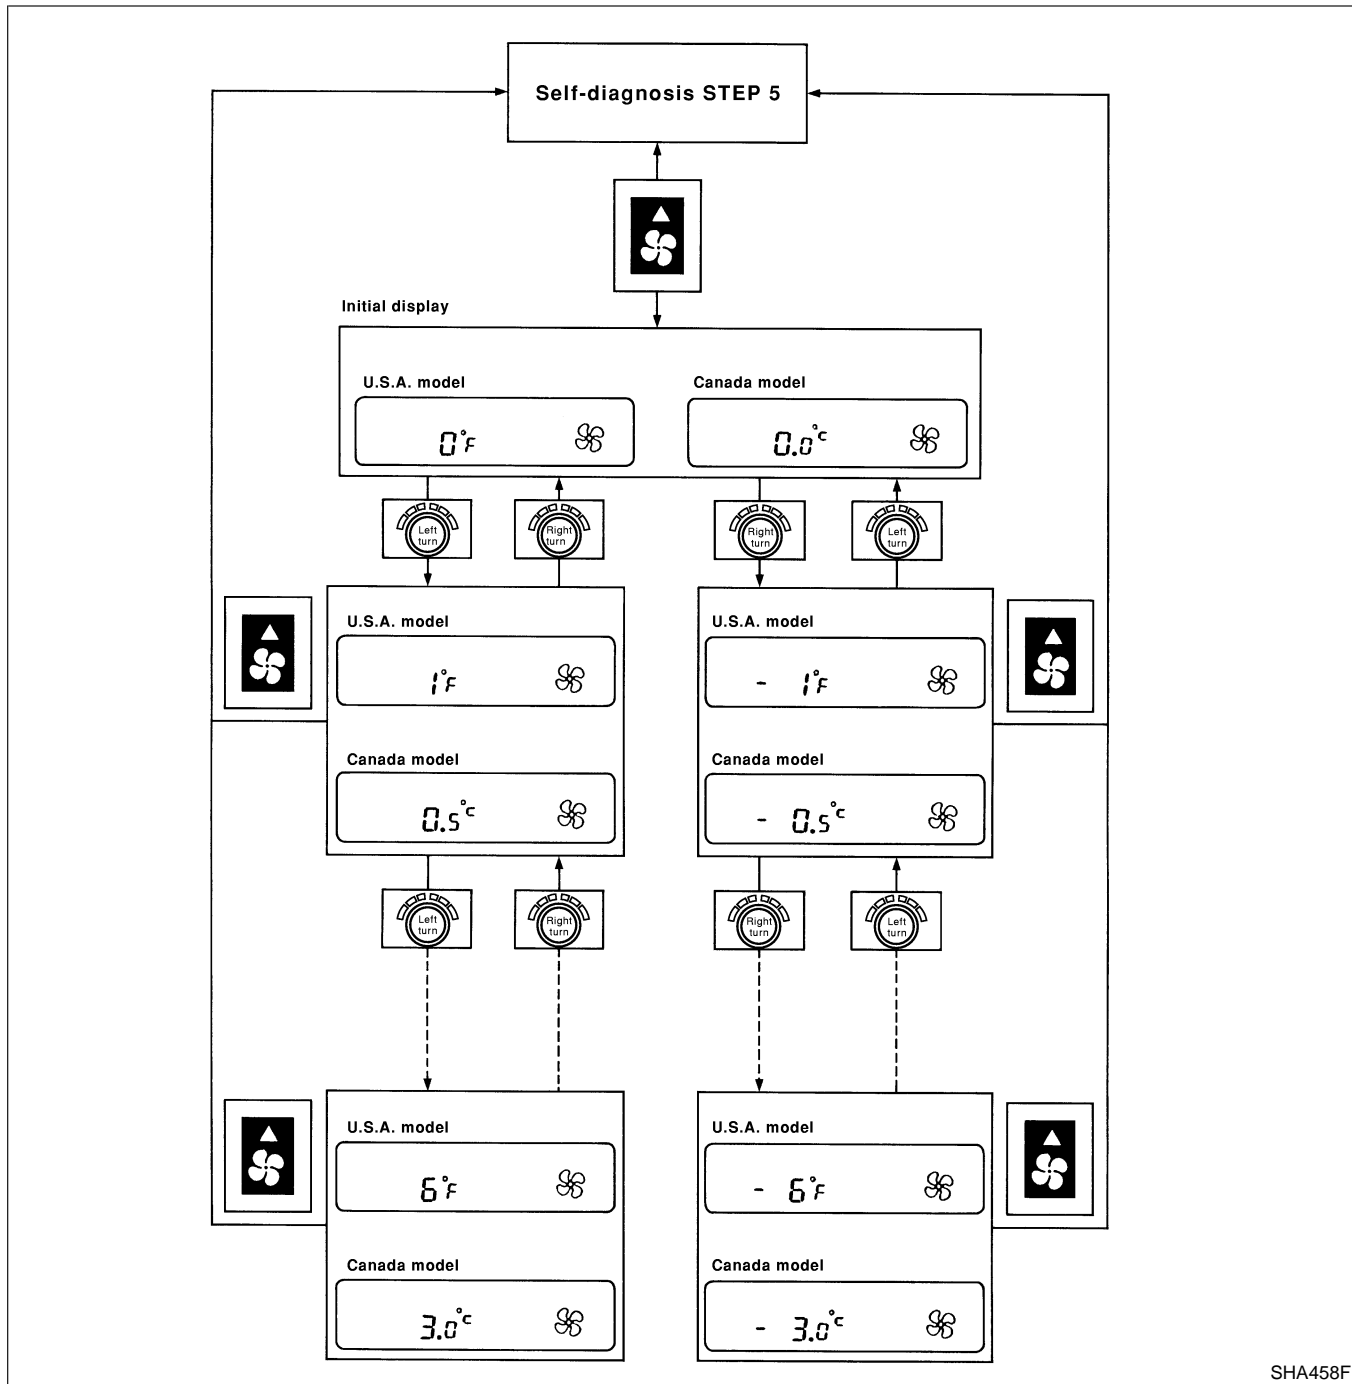 Self-diagnosis STEP 5
Initial display
U.S.A. model
Canada model
0°F
0.0°c
Left
turn
Right
turn
Right
turn
Left
turn
U.S.A. model
1°F
Canada model
0.5°c
U.S.A. model
- 1°F
Canada model
- 0.5°c
Left
turn
Right
turn
Right
turn
Left
turn
U.S.A. model
6°F
Canada model
3.0°c
U.S.A. model
- 6°F
Canada model
- 3.0°c
SHA458F